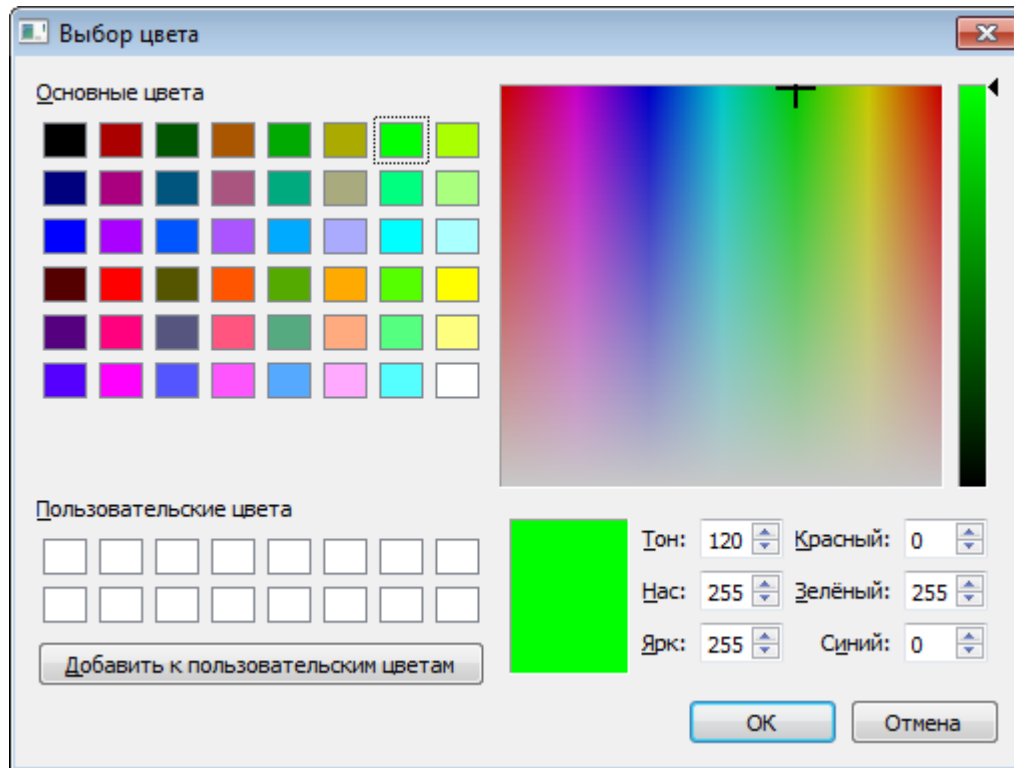 Выбор цвета
Основные цвета
Пользовательские цвета
Добавить к пользовательским цветам
Тон: 120 Красный: 0
Нас: 255 Зелёный: 255
Ярк: 255 Синий: 0
ОК Отмена